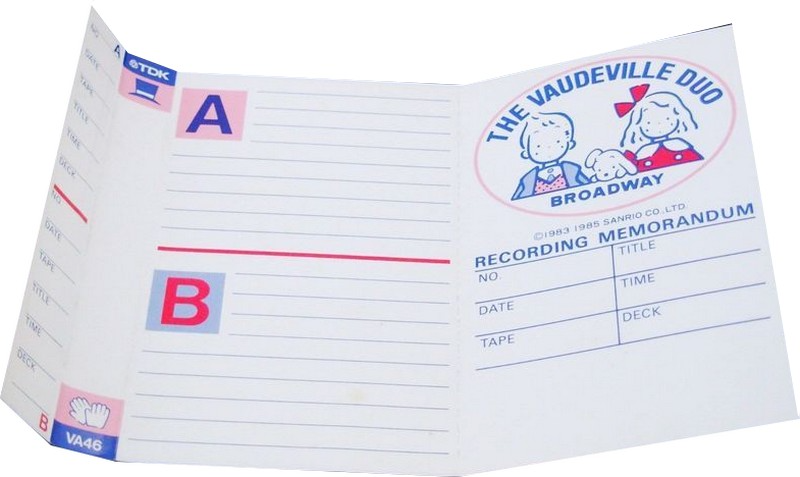 NO.
DATE
TAPE
TITLE
TIME
DECK
NO.
DATE
TAPE
TITLE
TIME
DECK
A
TDK
B
VA46
A
B
THE VAUDEVILLE DUO
BROADWAY
©1983 1985 SANRIO CO.,LTD.
RECORDING MEMORANDUM
NO.
TITLE
DATE
TIME
TAPE
DECK